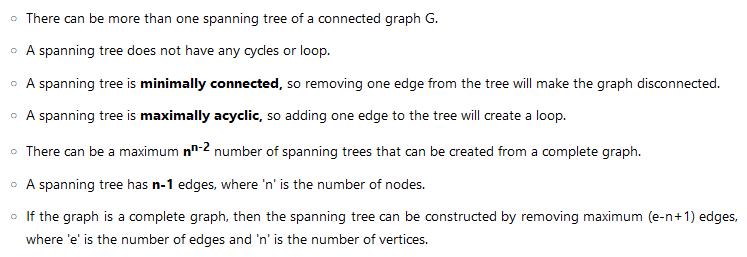 There can be more than one spanning tree of a connected graph G.
A spanning tree does not have any cycles or loop.
A spanning tree is minimally connected, so removing one edge from the tree will make the graph disconnected.
A spanning tree is maximally acyclic, so adding one edge to the tree will create a loop.
There can be a maximum nⁿ⁻² number of spanning trees that can be created from a complete graph.
A spanning tree has n-1 edges, where 'n' is the number of nodes.
If the graph is a complete graph, then the spanning tree can be constructed by removing maximum (e-n+1) edges,
where 'e' is the number of edges and 'n' is the number of vertices.